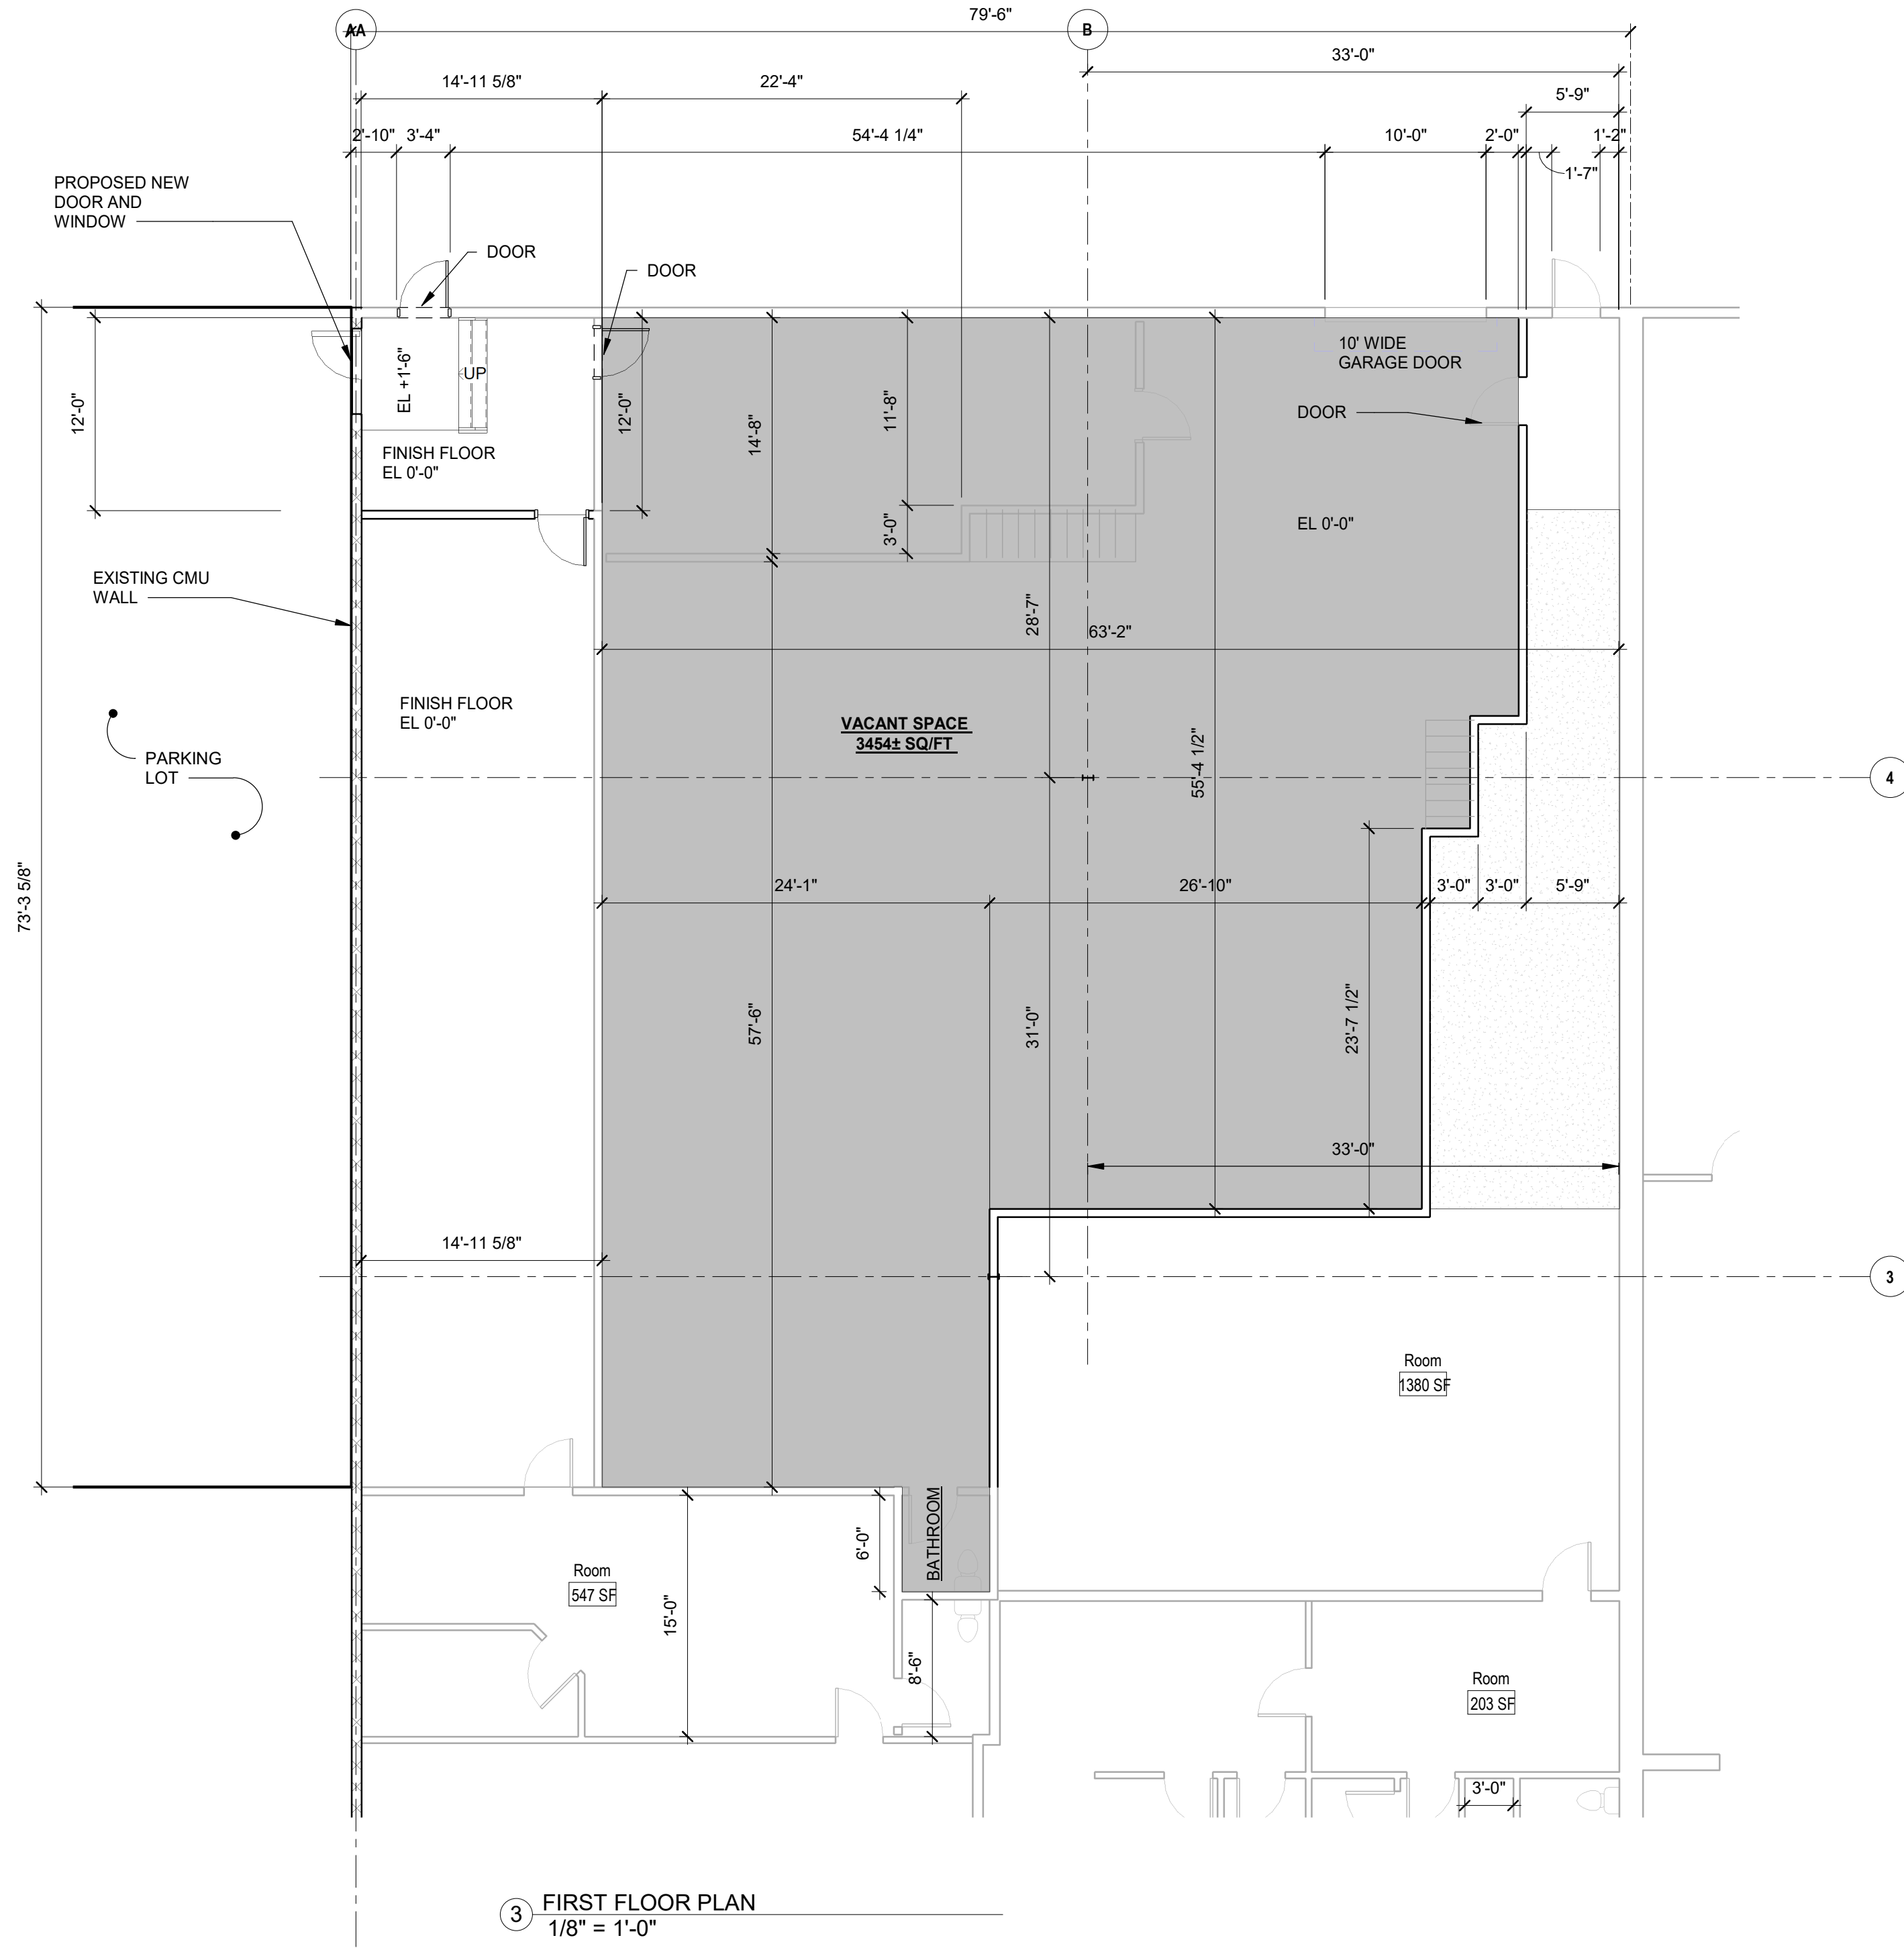 79'-6"
AA
B
33'-0"
14'-11 5/8"
22'-4"
5'-9"
2'-10"
3'-4"
54'-4 1/4"
10'-0"
2'-0"
1'-2"
1'-7"
PROPOSED NEW
DOOR AND
WINDOW
DOOR
DOOR
10' WIDE
GARAGE DOOR
UP
EL +1'-6"
12'-0"
12'-0"
14'-8"
11'-8"
DOOR
FINISH FLOOR
EL 0'-0"
3'-0"
EL 0'-0"
EXISTING CMU
WALL
28'-7"
63'-2"
FINISH FLOOR
EL 0'-0"
VACANT SPACE
3454± SQ/FT
55'-4 1/2"
PARKING
LOT
4
73'-3 5/8"
24'-1"
26'-10"
3'-0"
3'-0"
5'-9"
57'-6"
31'-0"
23'-7 1/2"
33'-0"
14'-11 5/8"
3
Room
1380 SF
BATHROOM
6'-0"
Room
547 SF
15'-0"
8'-6"
Room
203 SF
3'-0"
3
FIRST FLOOR PLAN
1/8" = 1'-0"